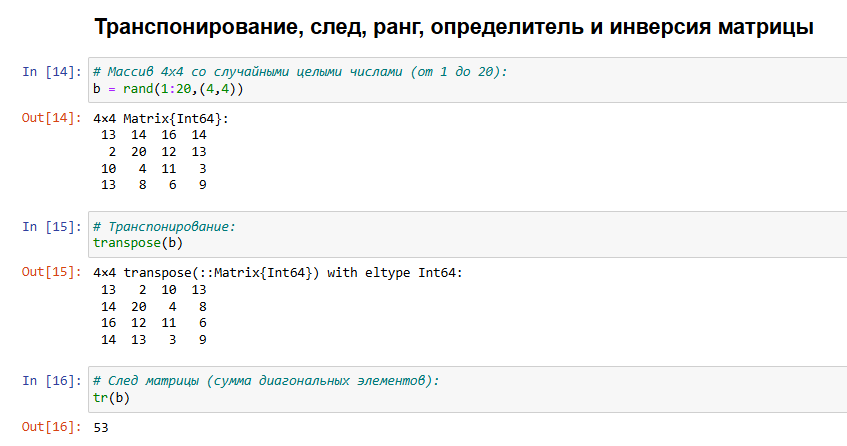 Транспонирование, след, ранг, определитель и инверсия матрицы
In [14]: # Массив 4x4 со случайными целыми числами (от 1 до 20):
b = rand(1:20,(4,4))
Out[14]: 4×4 Matrix{Int64}:
13 14 16 14
2 20 12 13
10 4 11 3
13 8 6 9
In [15]: # Транспонирование:
transpose(b)
Out[15]: 4×4 transpose(::Matrix{Int64}) with eltype Int64:
13 2 10 13
14 20 4 8
16 12 11 6
14 13 3 9
In [16]: # След матрицы (сумма диагональных элементов):
tr(b)
Out[16]: 53